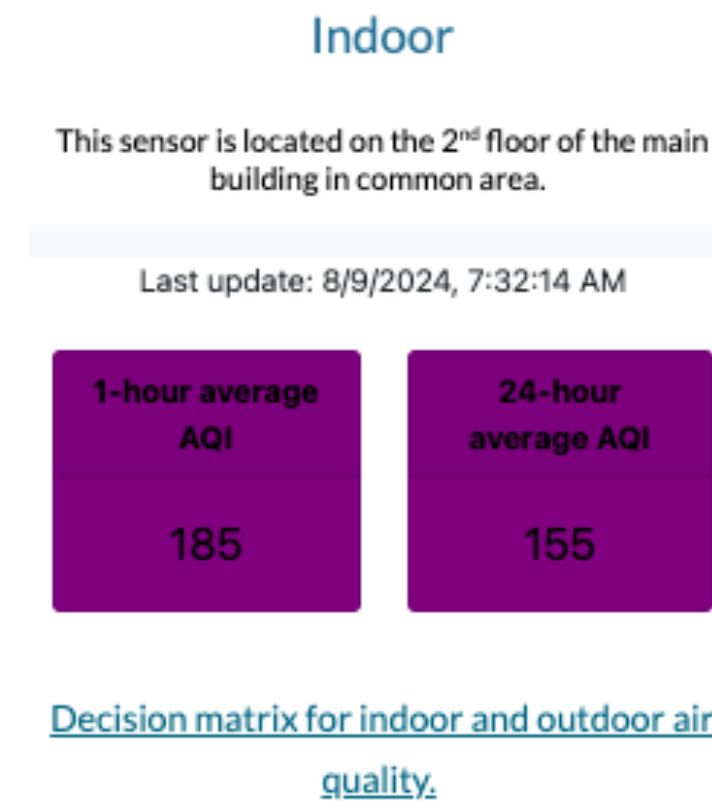 Indoor
This sensor is located on the 2nd floor of the main
building in common area.
Last update: 8/9/2024, 7:32:14 AM
1-hour average
AQI
185
24-hour
average AQI
155
Decision matrix for indoor and outdoor air
quality.